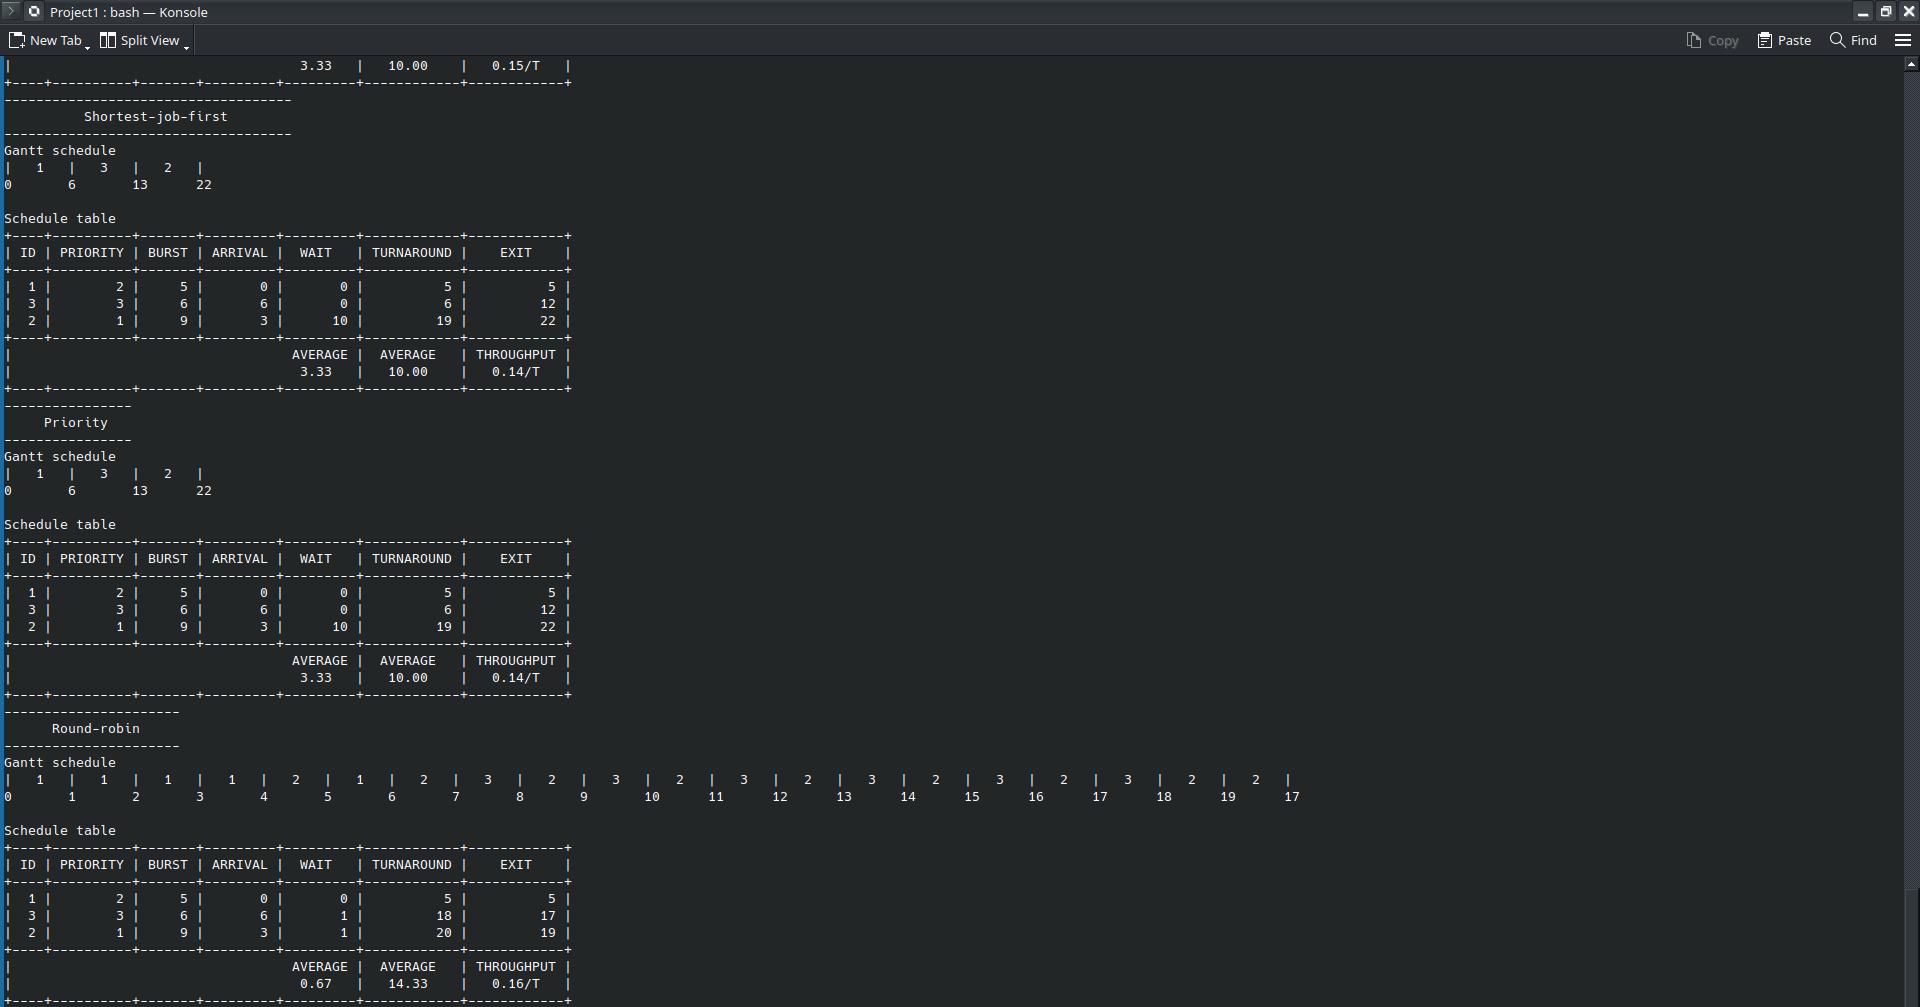 Project1 : bash — Konsole
New Tab Split View Copy Paste Find
|                                    3.33   |   10.00    |   0.15/T   |
+----+----------+-------+---------+---------+------------+------------+
------------------------------------
          Shortest-job-first
------------------------------------
Gantt schedule
|   1   |   3   |   2   |
0       6       13      22
Schedule table
+----+----------+-------+---------+---------+------------+------------+
| ID | PRIORITY | BURST | ARRIVAL |  WAIT   | TURNAROUND |    EXIT    |
+----+----------+-------+---------+---------+------------+------------+
|  1 |        2 |     5 |       0 |       0 |          5 |          5 |
|  3 |        3 |     6 |       6 |       0 |          6 |         12 |
|  2 |        1 |     9 |       3 |      10 |         19 |         22 |
+----+----------+-------+---------+---------+------------+------------+
|                                   AVERAGE |  AVERAGE   | THROUGHPUT |
|                                    3.33   |   10.00    |   0.14/T   |
+----+----------+-------+---------+---------+------------+------------+
----------------
     Priority
----------------
Gantt schedule
|   1   |   3   |   2   |
0       6       13      22
Schedule table
+----+----------+-------+---------+---------+------------+------------+
| ID | PRIORITY | BURST | ARRIVAL |  WAIT   | TURNAROUND |    EXIT    |
+----+----------+-------+---------+---------+------------+------------+
|  1 |        2 |     5 |       0 |       0 |          5 |          5 |
|  3 |        3 |     6 |       6 |       0 |          6 |         12 |
|  2 |        1 |     9 |       3 |      10 |         19 |         22 |
+----+----------+-------+---------+---------+------------+------------+
|                                   AVERAGE |  AVERAGE   | THROUGHPUT |
|                                    3.33   |   10.00    |   0.14/T   |
+----+----------+-------+---------+---------+------------+------------+
----------------------
      Round-robin
----------------------
Gantt schedule
|   1   |   1   |   1   |   1   |   2   |   1   |   2   |   3   |   2   |   3   |   2   |   3   |   2   |   3   |   2   |   3   |   2   |   3   |   2   |   2   |
0       1       2       3       4       5       6       7       8       9       10      11      12      13      14      15      16      17      18      19      17
Schedule table
+----+----------+-------+---------+---------+------------+------------+
| ID | PRIORITY | BURST | ARRIVAL |  WAIT   | TURNAROUND |    EXIT    |
+----+----------+-------+---------+---------+------------+------------+
|  1 |        2 |     5 |       0 |       0 |          5 |          5 |
|  3 |        3 |     6 |       6 |       1 |         18 |         17 |
|  2 |        1 |     9 |       3 |       1 |         20 |         19 |
+----+----------+-------+---------+---------+------------+------------+
|                                   AVERAGE |  AVERAGE   | THROUGHPUT |
|                                    0.67   |   14.33    |   0.16/T   |
+----+----------+-------+---------+---------+------------+------------+